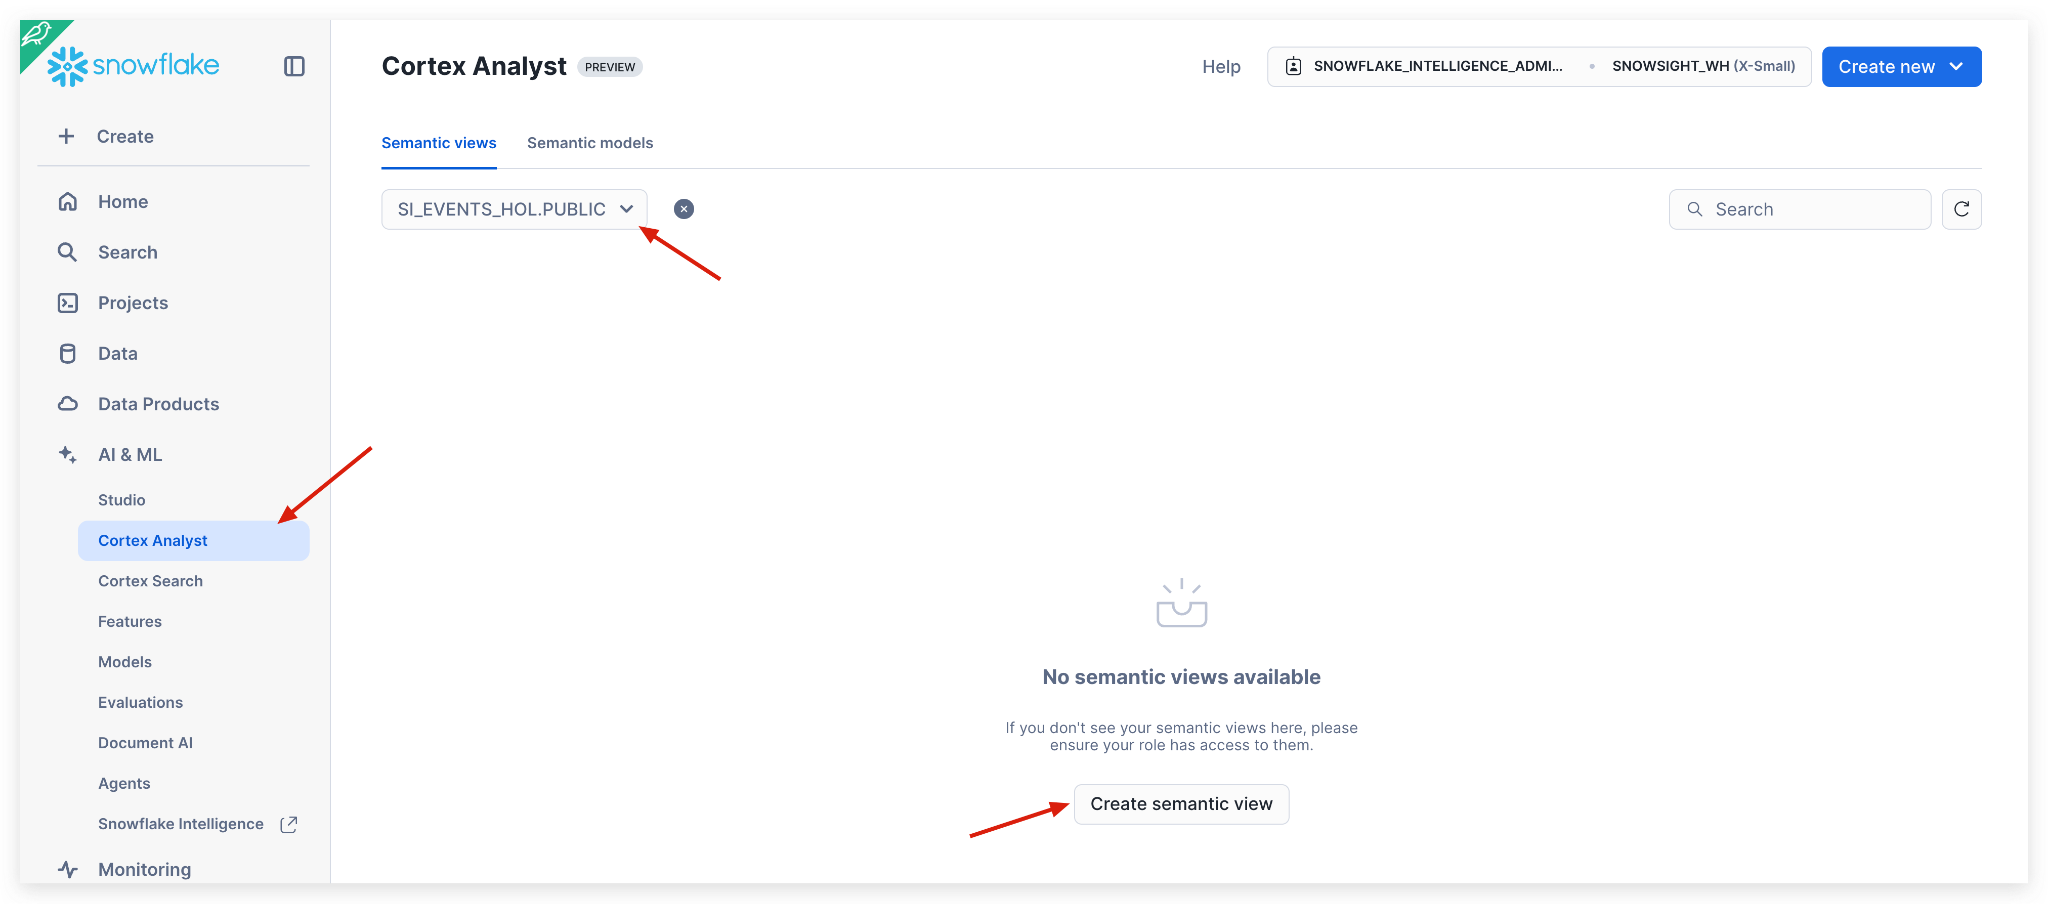 snowflake
Create
Home
Search
Projects
Data
Data Products
AI & ML
Studio
Cortex Analyst
Cortex Search
Features
Models
Evaluations
Document AI
Agents
Snowflake Intelligence
Monitoring
Cortex Analyst PREVIEW
Help
SNOWFLAKE_INTELLIGENCE_ADMI... • SNOWSIGHT_WH (X-Small)
Create new
Semantic views Semantic models
SI_EVENTS_HOL.PUBLIC
Search
No semantic views available
If you don't see your semantic views here, please
ensure your role has access to them.
Create semantic view